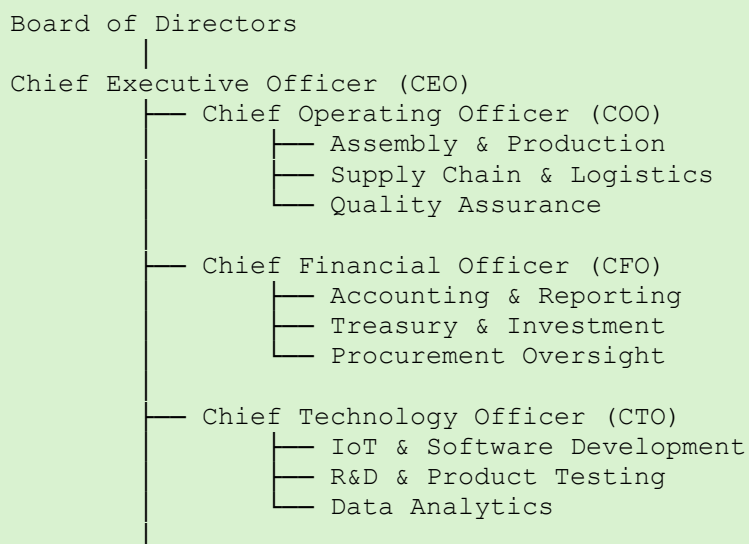 Board of Directors
Chief Executive Officer (CEO)
Chief Operating Officer (COO)
Assembly & Production
Supply Chain & Logistics
Quality Assurance
Chief Financial Officer (CFO)
Accounting & Reporting
Treasury & Investment
Procurement Oversight
Chief Technology Officer (CTO)
IoT & Software Development
R&D & Product Testing
Data Analytics